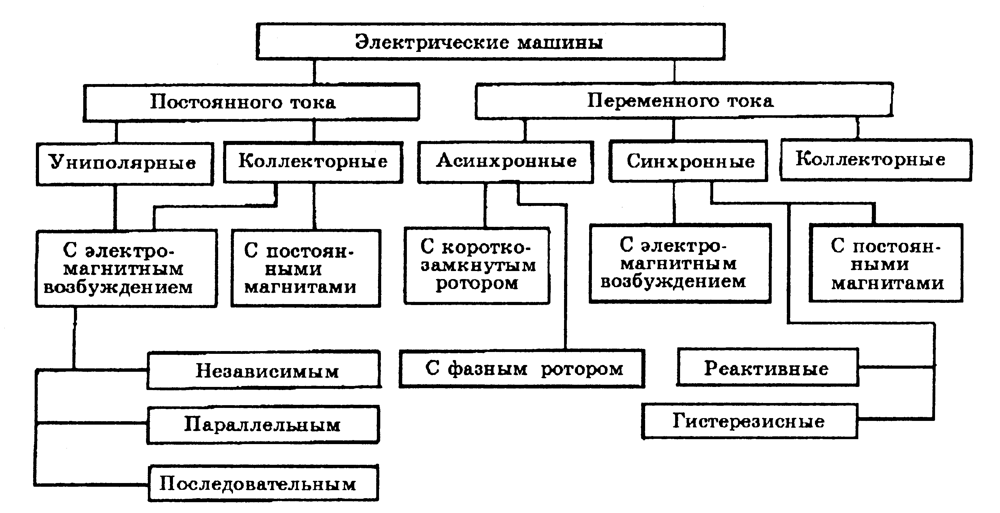 Электрические машины
Постоянного тока
Переменного тока
Униполярные
Коллекторные
Асинхронные
Синхронные
Коллекторные
С электро-
магнитным
возбуждением
С постоян-
ными
магнитами
С коротко-
замкнутым
ротором
С электро-
магнитным
возбуждением
С постоян-
ными
магнитами
Независимым
С фазным ротором
Реактивные
Параллельным
Гистерезисные
Последовательным